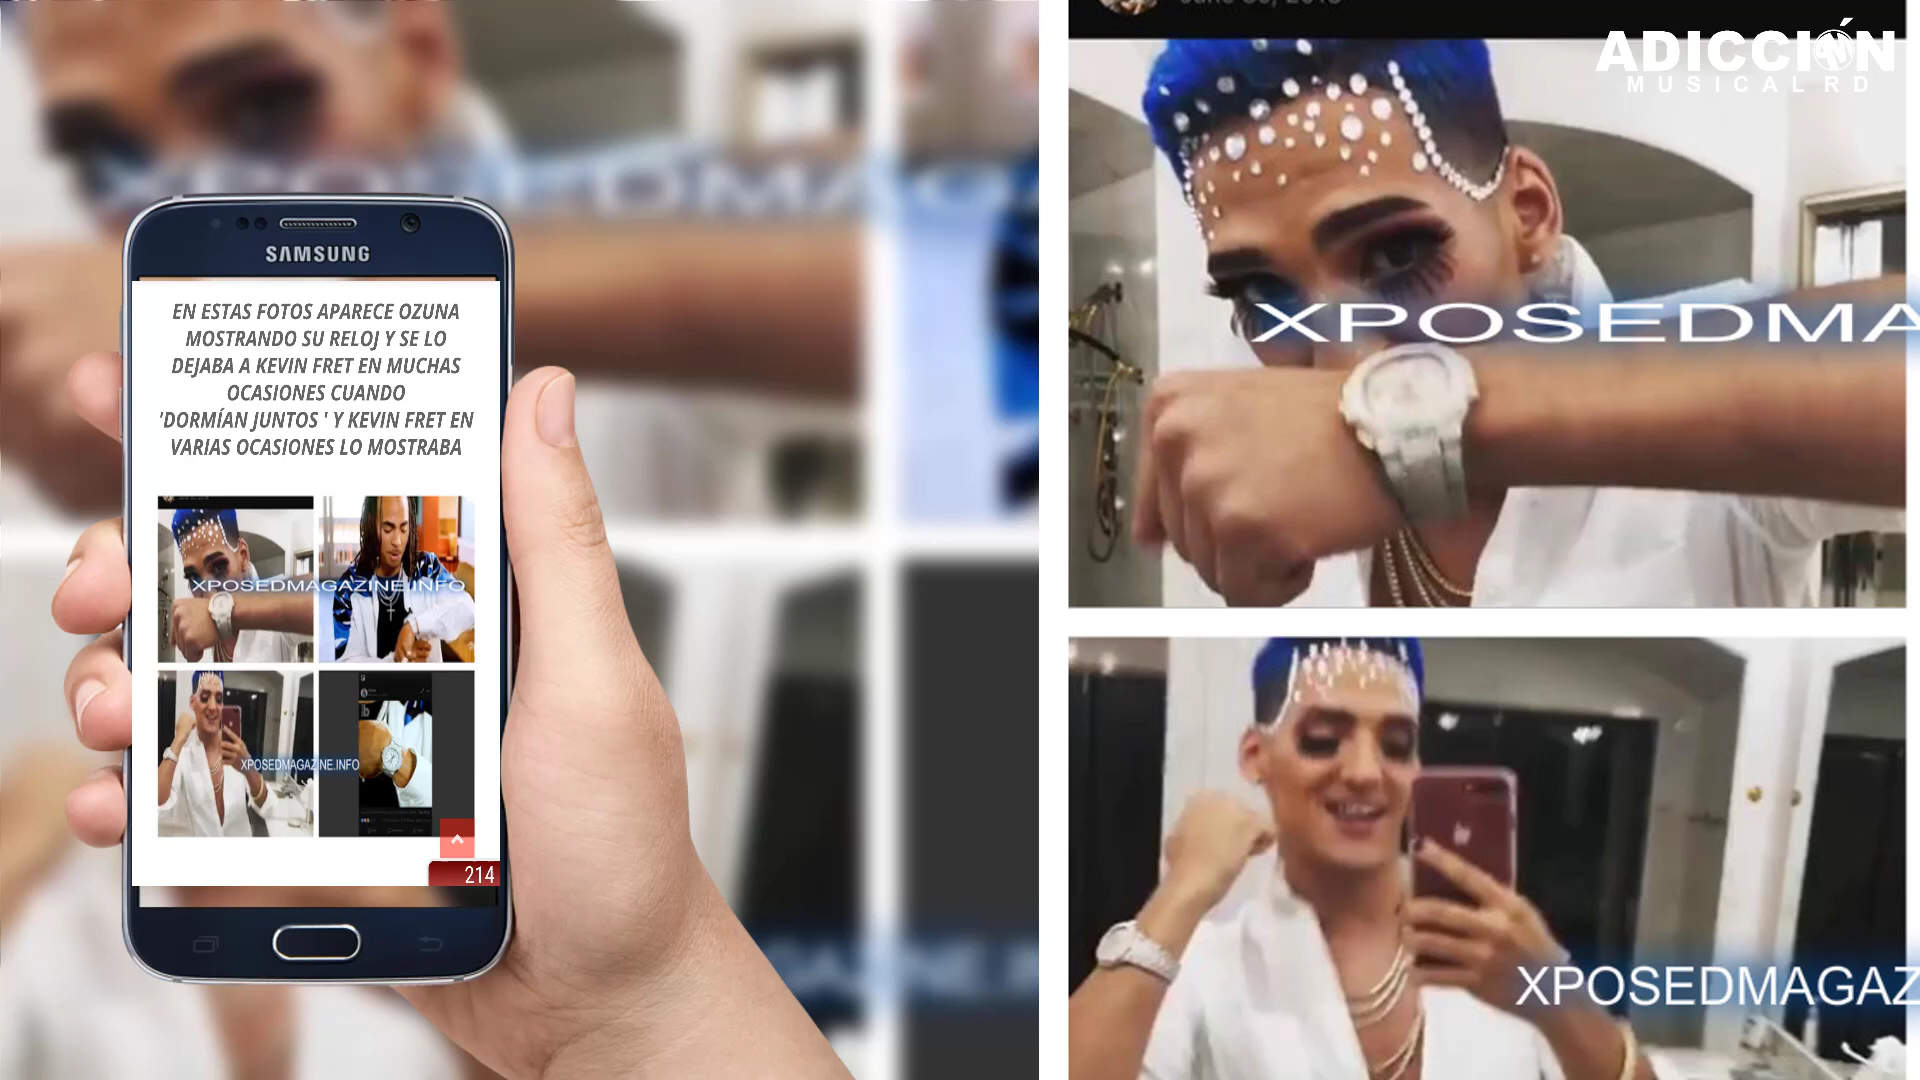 SAMSUNG
EN ESTAS FOTOS APARECE OZUNA
MOSTRANDO SU RELOJ Y SE LO
DEJABA A KEVIN FRET EN MUCHAS
OCASIONES CUANDO
'DORMÍAN JUNTOS ' Y KEVIN FRET EN
VARIAS OCASIONES LO MOSTRABA
XPOSEDMAGAZINE.INFO
XPOSEDMAGAZINE.INFO
214
ADICCIÓN
MUSICAL RD
XPOSEDMA
XPOSEDMAGAZ